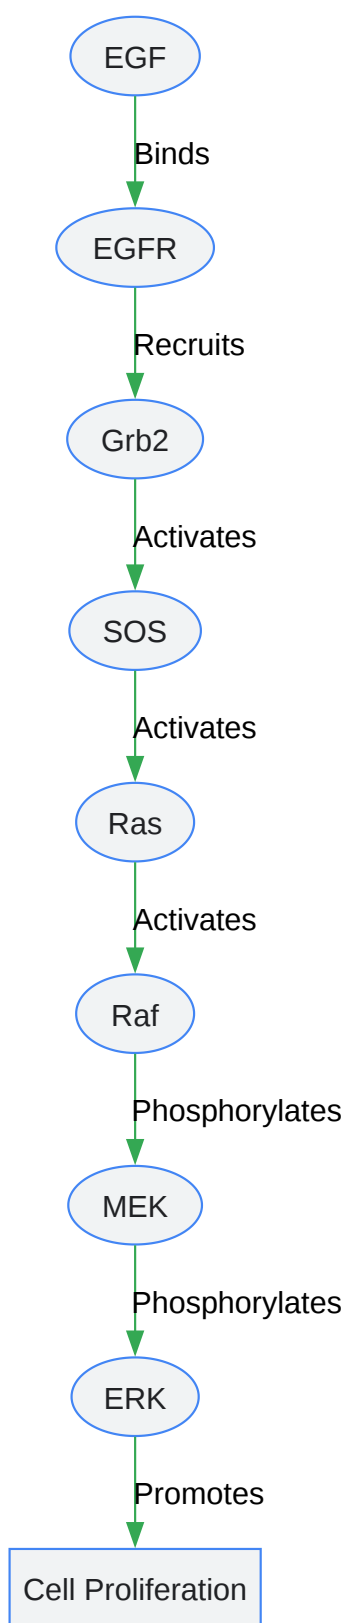 EGF
Binds
EGFR
Recruits
Grb2
Activates
SOS
Activates
Ras
Activates
Raf
Phosphorylates
MEK
Phosphorylates
ERK
Promotes
Cell Proliferation